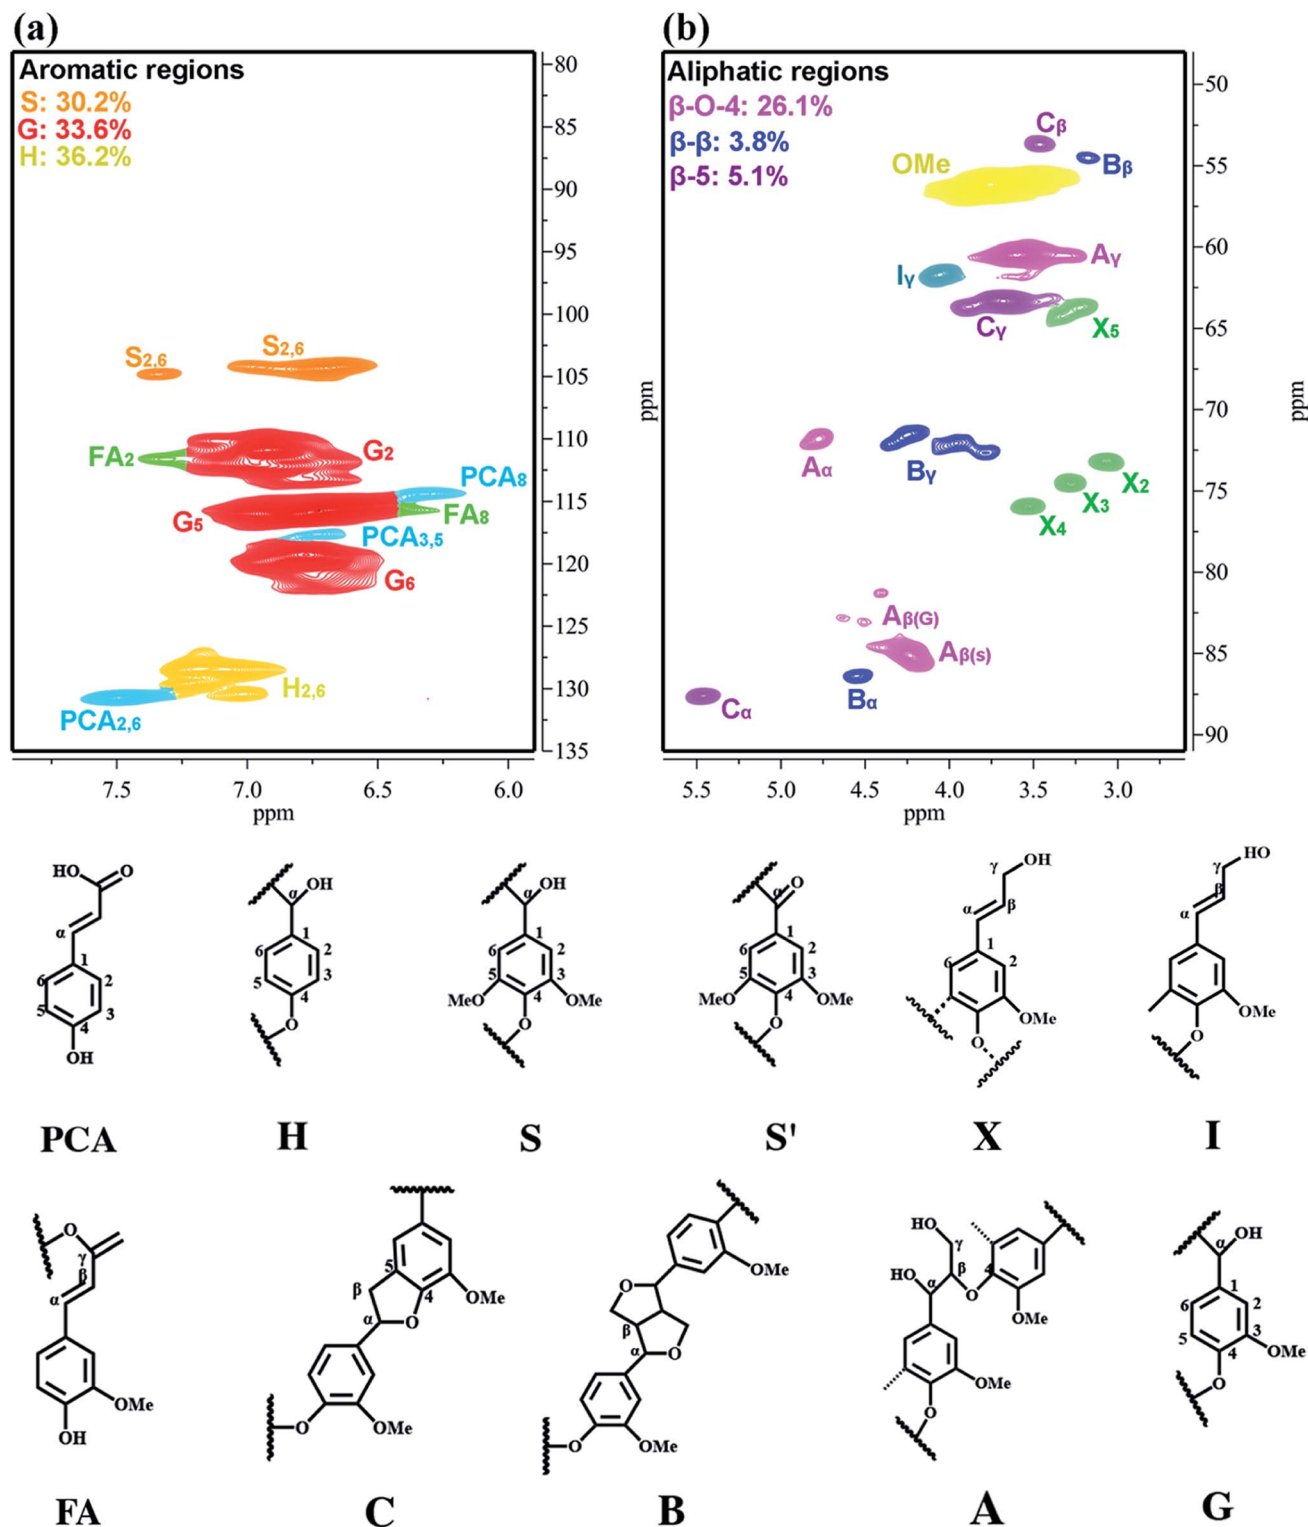 (a)
Aromatic regions
S: 30.2%
G: 33.6%
H: 36.2%
S2,6
S2,6
FA2
G2
PCA8
G5
FA8
PCA3,5
G6
H2,6
PCA2,6
80
85
90
95
100
105
110
115
120
125
130
135
ppm
7.5 7.0 6.5 6.0
ppm
(b)
Aliphatic regions
β-O-4: 26.1%
β-β: 3.8%
β-5: 5.1%
Cβ
Bβ
OMe
Aγ
Iγ
Cγ
X5
Aα
Bγ
X2
X3
X4
Aβ(G)
Aβ(s)
Bα
Cα
50
55
60
65
70
75
80
85
90
ppm
5.5 5.0 4.5 4.0 3.5 3.0
ppm
HO O
α
1
6 2
5 3
4
OH
PCA
α OH
1
6 2
5 3
4
O
H
α OH
1
6 2
5 3
MeO 4 OMe
O
S
α O
1
6 2
5 3
MeO 4 OMe
O
S'
γ OH
α β
1
6 2
OMe
O
X
γ HO
β
α
OMe
O
I
O
γ
β
α
OMe
OH
FA
5
β 4
α O OMe
O OMe
C
OMe
O
β
α O
O OMe
B
HO
γ
HO β 4
α O
OMe
OMe
O
A
α OH
1
6 2
5 3
4 OMe
O
G